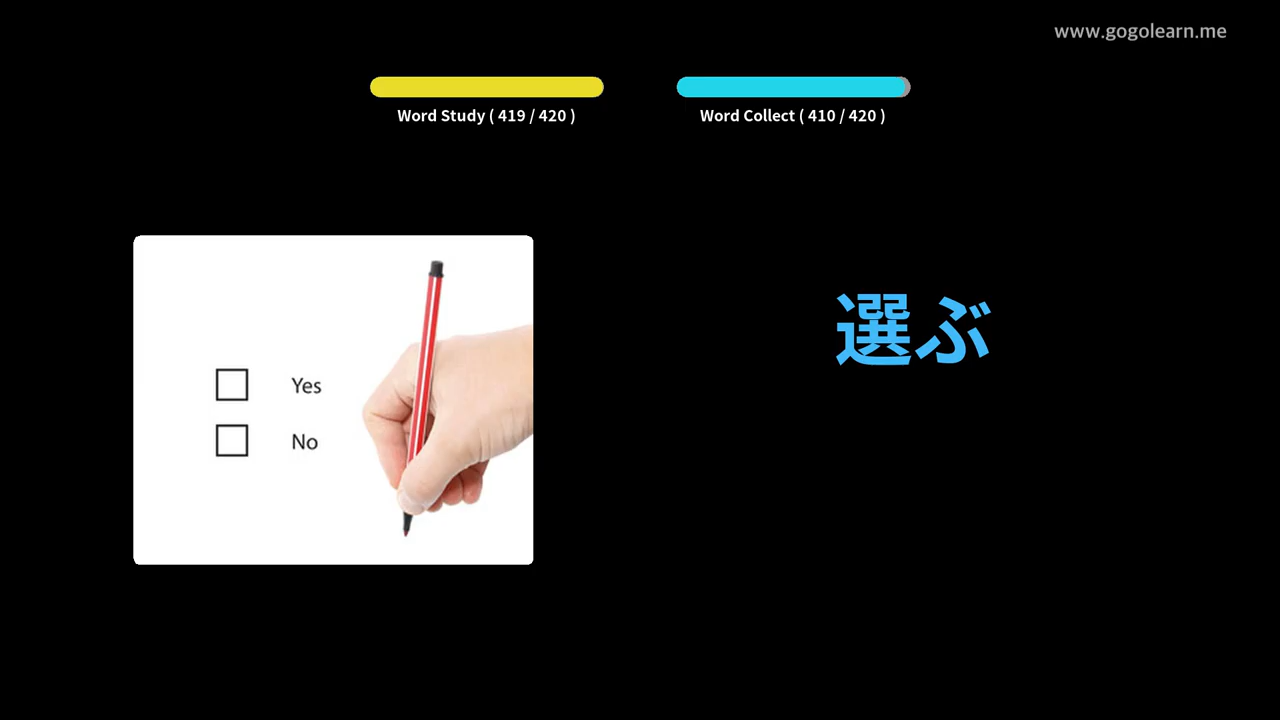 www.gogolearn.me
Word Study ( 419 / 420 )
Word Collect ( 410 / 420 )
選ぶ
Yes
No